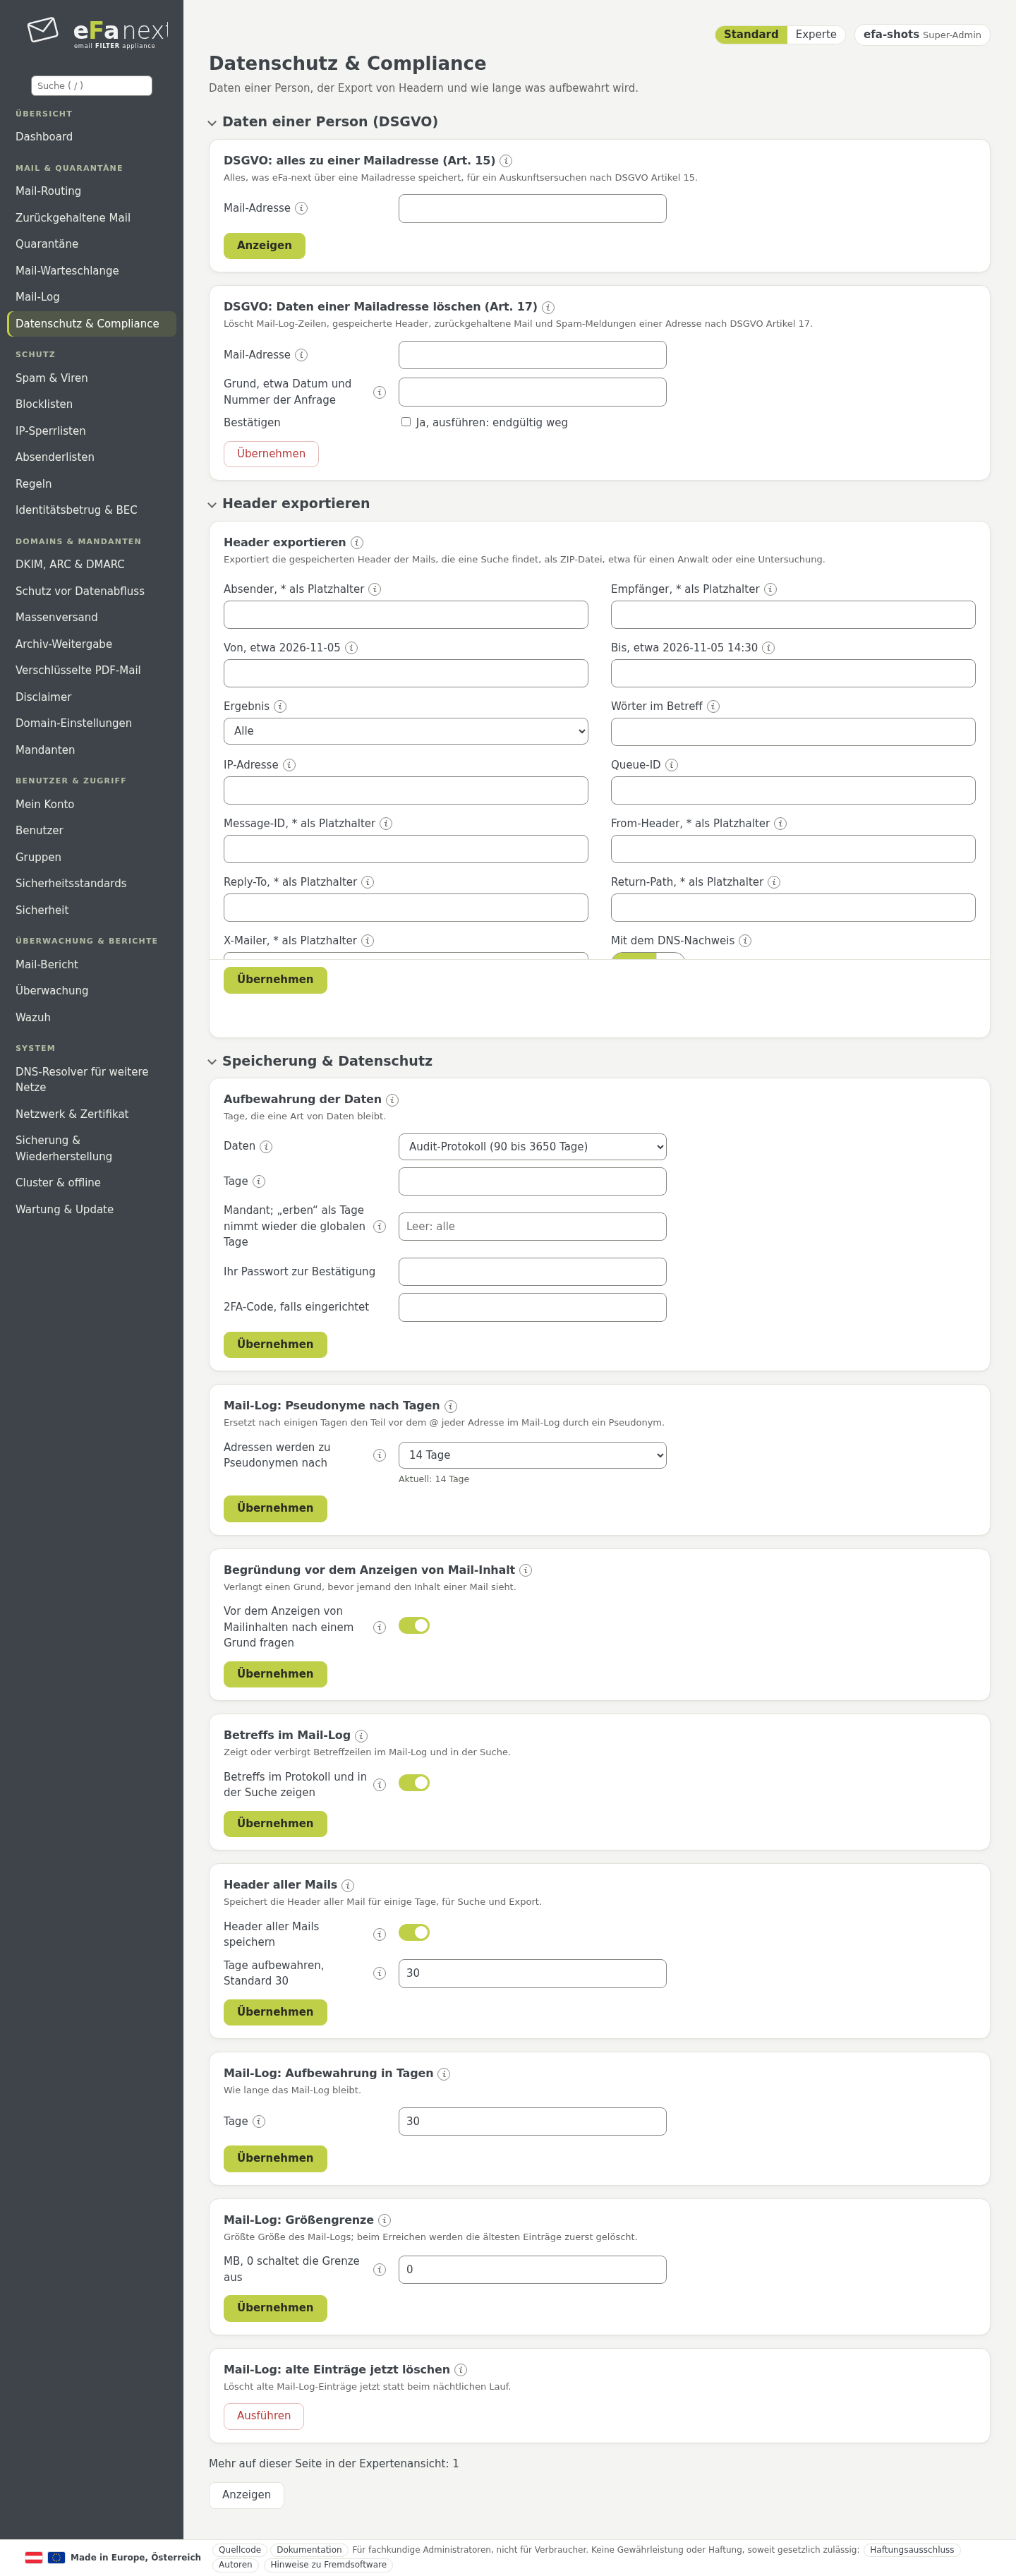 eFanext
email FILTER appliance
Suche ( / )
ÜBERSICHT
Dashboard
MAIL & QUARANTÄNE
Mail-Routing
Zurückgehaltene Mail
Quarantäne
Mail-Warteschlange
Mail-Log
Datenschutz & Compliance
SCHUTZ
Spam & Viren
Blocklisten
IP-Sperrlisten
Absenderlisten
Regeln
Identitätsbetrug & BEC
DOMAINS & MANDANTEN
DKIM, ARC & DMARC
Schutz vor Datenabfluss
Massenversand
Archiv-Weitergabe
Verschlüsselte PDF-Mail
Disclaimer
Domain-Einstellungen
Mandanten
BENUTZER & ZUGRIFF
Mein Konto
Benutzer
Gruppen
Sicherheitsstandards
Sicherheit
ÜBERWACHUNG & BERICHTE
Mail-Bericht
Überwachung
Wazuh
SYSTEM
DNS-Resolver für weitere
Netze
Netzwerk & Zertifikat
Sicherung &
Wiederherstellung
Cluster & offline
Wartung & Update
Standard Experte efa-shots Super-Admin
Datenschutz & Compliance
Daten einer Person, der Export von Headern und wie lange was aufbewahrt wird.
Daten einer Person (DSGVO)
DSGVO: alles zu einer Mailadresse (Art. 15)
Alles, was eFa-next über eine Mailadresse speichert, für ein Auskunftsersuchen nach DSGVO Artikel 15.
Mail-Adresse
Anzeigen
DSGVO: Daten einer Mailadresse löschen (Art. 17)
Löscht Mail-Log-Zeilen, gespeicherte Header, zurückgehaltene Mail und Spam-Meldungen einer Adresse nach DSGVO Artikel 17.
Mail-Adresse
Grund, etwa Datum und
Nummer der Anfrage
Bestätigen Ja, ausführen: endgültig weg
Übernehmen
Header exportieren
Header exportieren
Exportiert die gespeicherten Header der Mails, die eine Suche findet, als ZIP-Datei, etwa für einen Anwalt oder eine Untersuchung.
Absender, * als Platzhalter Empfänger, * als Platzhalter
Von, etwa 2026-11-05 Bis, etwa 2026-11-05 14:30
Ergebnis Wörter im Betreff
Alle
IP-Adresse Queue-ID
Message-ID, * als Platzhalter From-Header, * als Platzhalter
Reply-To, * als Platzhalter Return-Path, * als Platzhalter
X-Mailer, * als Platzhalter Mit dem DNS-Nachweis
Übernehmen
Speicherung & Datenschutz
Aufbewahrung der Daten
Tage, die eine Art von Daten bleibt.
Daten Audit-Protokoll (90 bis 3650 Tage)
Tage
Mandant; „erben“ als Tage
nimmt wieder die globalen
Tage
Leer: alle
Ihr Passwort zur Bestätigung
2FA-Code, falls eingerichtet
Übernehmen
Mail-Log: Pseudonyme nach Tagen
Ersetzt nach einigen Tagen den Teil vor dem @ jeder Adresse im Mail-Log durch ein Pseudonym.
Adressen werden zu
Pseudonymen nach
14 Tage
Aktuell: 14 Tage
Übernehmen
Begründung vor dem Anzeigen von Mail-Inhalt
Verlangt einen Grund, bevor jemand den Inhalt einer Mail sieht.
Vor dem Anzeigen von
Mailinhalten nach einem
Grund fragen
Übernehmen
Betreffs im Mail-Log
Zeigt oder verbirgt Betreffzeilen im Mail-Log und in der Suche.
Betreffs im Protokoll und in
der Suche zeigen
Übernehmen
Header aller Mails
Speichert die Header aller Mail für einige Tage, für Suche und Export.
Header aller Mails
speichern
Tage aufbewahren,
Standard 30
30
Übernehmen
Mail-Log: Aufbewahrung in Tagen
Wie lange das Mail-Log bleibt.
Tage 30
Übernehmen
Mail-Log: Größengrenze
Größte Größe des Mail-Logs; beim Erreichen werden die ältesten Einträge zuerst gelöscht.
MB, 0 schaltet die Grenze
aus
0
Übernehmen
Mail-Log: alte Einträge jetzt löschen
Löscht alte Mail-Log-Einträge jetzt statt beim nächtlichen Lauf.
Ausführen
Mehr auf dieser Seite in der Expertenansicht: 1
Anzeigen
Made in Europe, Österreich
Quellcode Dokumentation Für fachkundige Administratoren, nicht für Verbraucher. Keine Gewährleistung oder Haftung, soweit gesetzlich zulässig: Haftungsausschluss
Autoren Hinweise zu Fremdsoftware